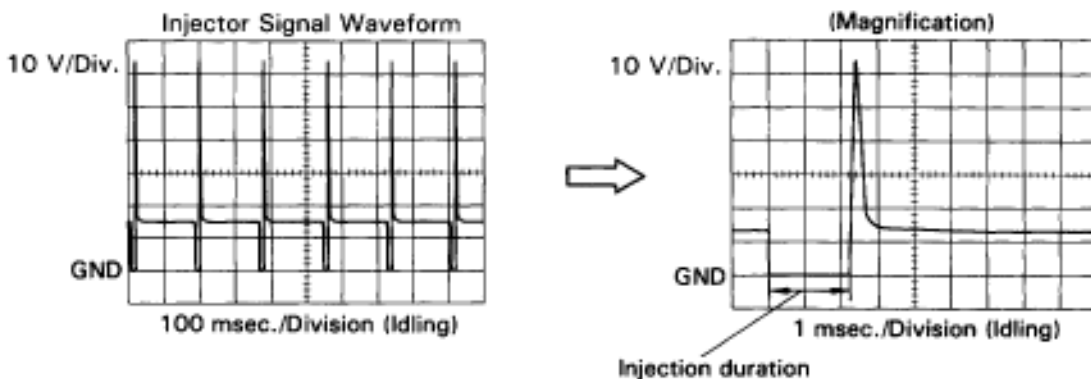 Injector Signal Waveform
10 V/Div.
GND
100 msec./Division (Idling)
(Magnification)
10 V/Div.
GND
1 msec./Division (Idling)
Injection duration